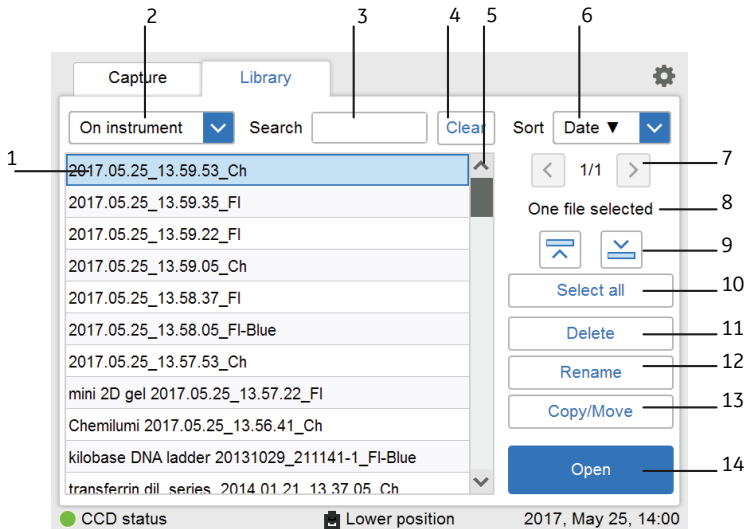 2 3 4 5 6
Capture Library
On instrument Search Clear Sort Date ▼
1 2017.05.25_13.59.53_Ch
< 1/1 > 7
2017.05.25_13.59.35_Fl
One file selected 8
2017.05.25_13.59.22_Fl
9
2017.05.25_13.59.05_Ch
2017.05.25_13.58.37_Fl
Select all 10
2017.05.25_13.58.05_Fl-Blue
Delete 11
2017.05.25_13.57.53_Ch
Rename 12
mini 2D gel 2017.05.25_13.57.22_Fl
Copy/Move 13
Chemilumi 2017.05.25_13.56.41_Ch
kilobase DNA ladder 20131029_211141-1_Fl-Blue
Open 14
transferrin dil_series_2014.01.21_13.37.05_Ch
CCD status Lower position 2017, May 25, 14:00